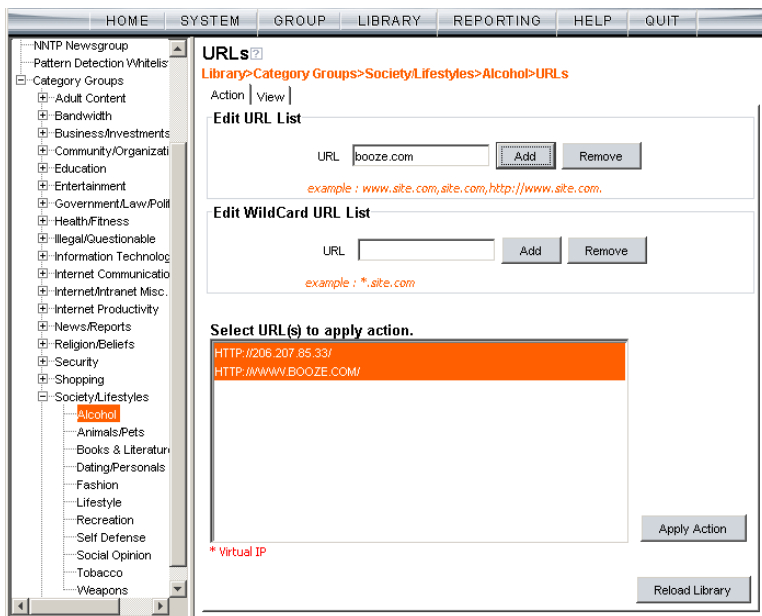 HOME SYSTEM GROUP LIBRARY REPORTING HELP QUIT
NNTP Newsgroup
Pattern Detection Whitelis
Category Groups
Adult Content
Bandwidth
Business/Investments
Community/Organizati
Education
Entertainment
Government/Law/Polit
Health/Fitness
Illegal/Questionable
Information Technolog
Internet Communicatio
Internet/Intranet Misc.
Internet Productivity
News/Reports
Religion/Beliefs
Security
Shopping
Society/Lifestyles
Alcohol
Animals/Pets
Books & Literature
Dating/Personals
Fashion
Lifestyle
Recreation
Self Defense
Social Opinion
Tobacco
Weapons
URLs ?
Library>Category Groups>Society/Lifestyles>Alcohol>URLs
Action View
Edit URL List
URL booze.com Add Remove
example : www.site.com,site.com,http://www.site.com.
Edit WildCard URL List
URL Add Remove
example : *.site.com
Select URL(s) to apply action.
HTTP://206.207.85.33/
HTTP://WWW.BOOZE.COM/
Apply Action
* Virtual IP
Reload Library